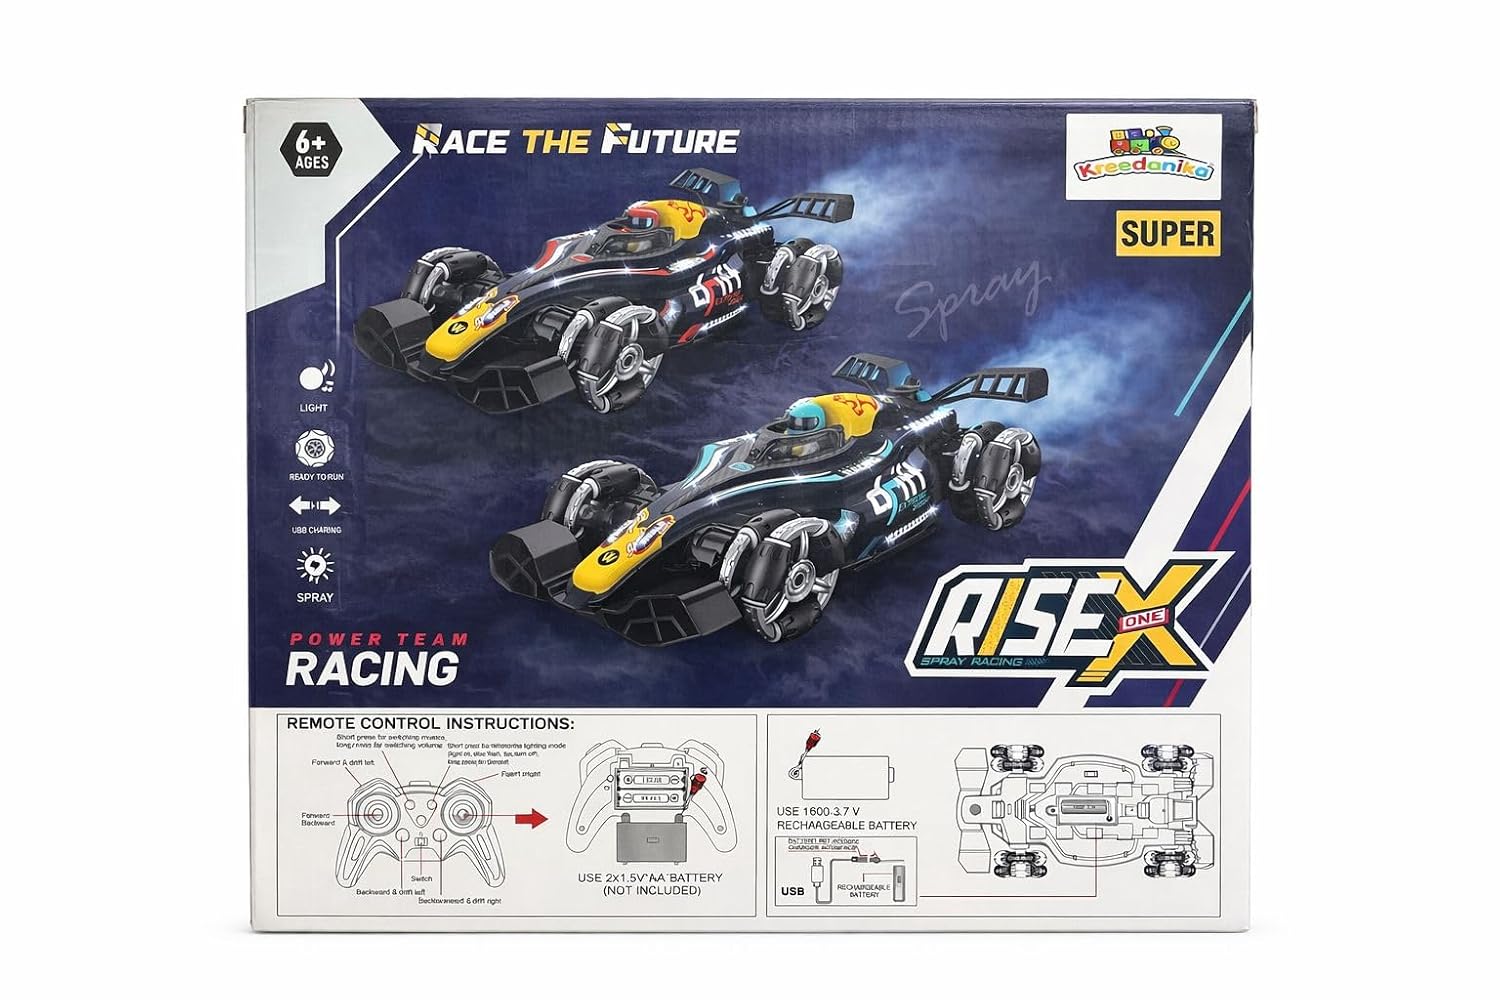 6+
AGES
RACE THE FUTURE
Kreedanika
SUPER
Spray
drift
drift
LIGHT
READY TO RUN
USB CHARING
SPRAY
POWER TEAM
RACING
RISE X
ONE
SPRAY RACING
REMOTE CONTROL INSTRUCTIONS:
Forward & drift left
Forward
Backward
Switch
Backward & drift left
USE 2X1.5V"AA"BATTERY
(NOT INCLUDED)
USE 1600-3.7 V
RECHAAGEABLE BATTERY
USB
RECHARGEABLE
BATTERY